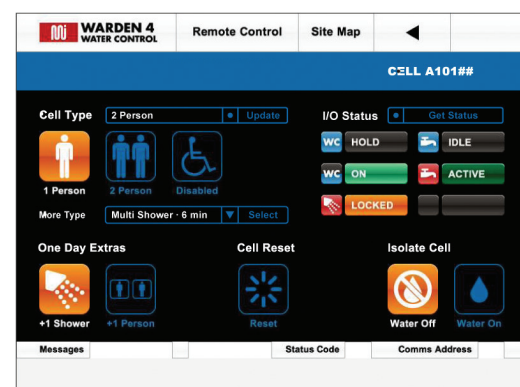 WARDEN 4
WATER CONTROL
Remote Control
Site Map
CELL A101##
Cell Type
2 Person
Update
I/O Status
Get Status
WC
HOLD
IDLE
WC
ON
ACTIVE
LOCKED
1 Person
2 Person
Disabled
More Type
Multi Shower · 6 min
Select
One Day Extras
Cell Reset
Isolate Cell
+1 Shower
+1 Person
Reset
Water Off
Water On
Messages
Status Code
Comms Address